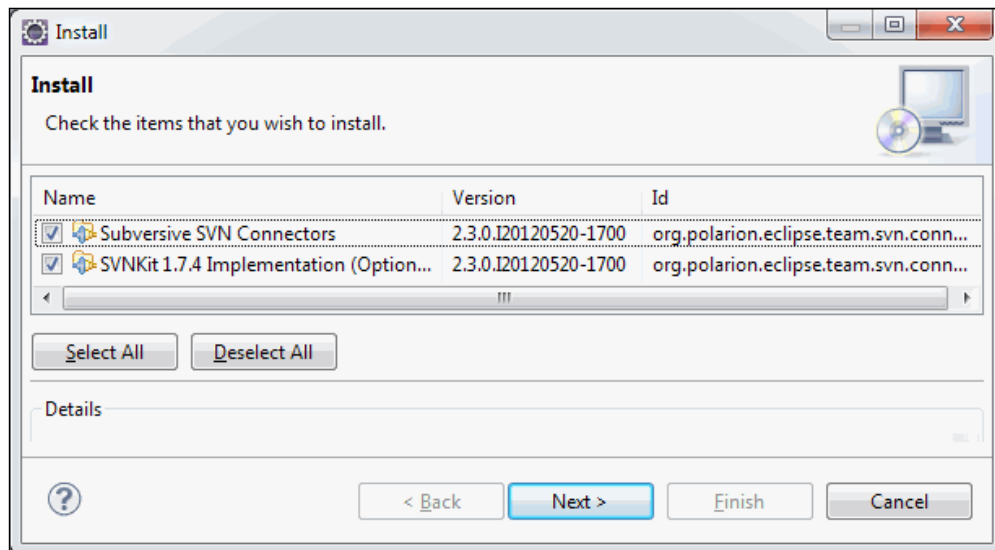 Install
Install
Check the items that you wish to install.
Name Version Id
Subversive SVN Connectors 2.3.0.I20120520-1700 org.polarion.eclipse.team.svn.conn...
SVNKit 1.7.4 Implementation (Option... 2.3.0.I20120520-1700 org.polarion.eclipse.team.svn.conn...
Select All Deselect All
Details
? < Back Next > Finish Cancel